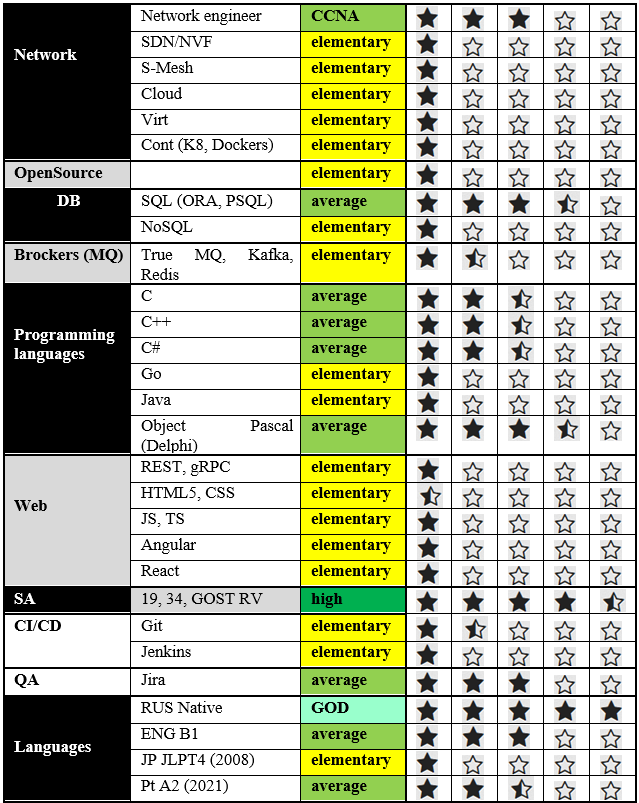 Network
Network engineer CCNA
SDN/NVF elementary
S-Mesh elementary
Cloud elementary
Virt elementary
Cont (K8, Dockers) elementary
OpenSource elementary
DB
SQL (ORA, PSQL) average
NoSQL elementary
Brockers (MQ)
True MQ, Kafka, elementary
Redis
Programming
languages
C average
C++ average
C# average
Go elementary
Java elementary
Object Pascal average
(Delphi)
Web
REST, gRPC elementary
HTML5, CSS elementary
JS, TS elementary
Angular elementary
React elementary
SA 19, 34, GOST RV high
CI/CD
Git elementary
Jenkins elementary
QA Jira average
Languages
RUS Native GOD
ENG B1 average
JP JLPT4 (2008) elementary
Pt A2 (2021) average